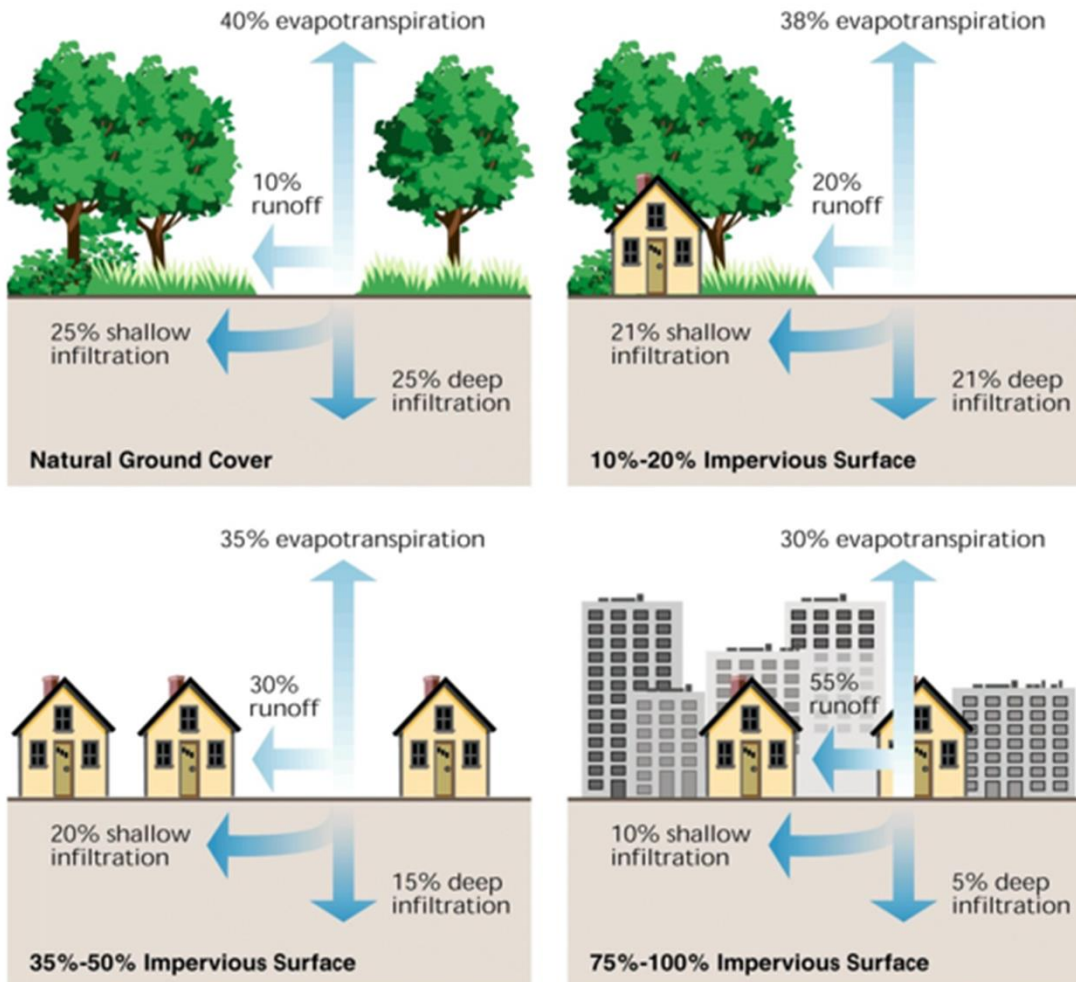 40% evapotranspiration
10%
runoff
25% shallow
infiltration
25% deep
infiltration
Natural Ground Cover
38% evapotranspiration
20%
runoff
21% shallow
infiltration
21% deep
infiltration
10%-20% Impervious Surface
35% evapotranspiration
30%
runoff
20% shallow
infiltration
15% deep
infiltration
35%-50% Impervious Surface
30% evapotranspiration
55%
runoff
10% shallow
infiltration
5% deep
infiltration
75%-100% Impervious Surface